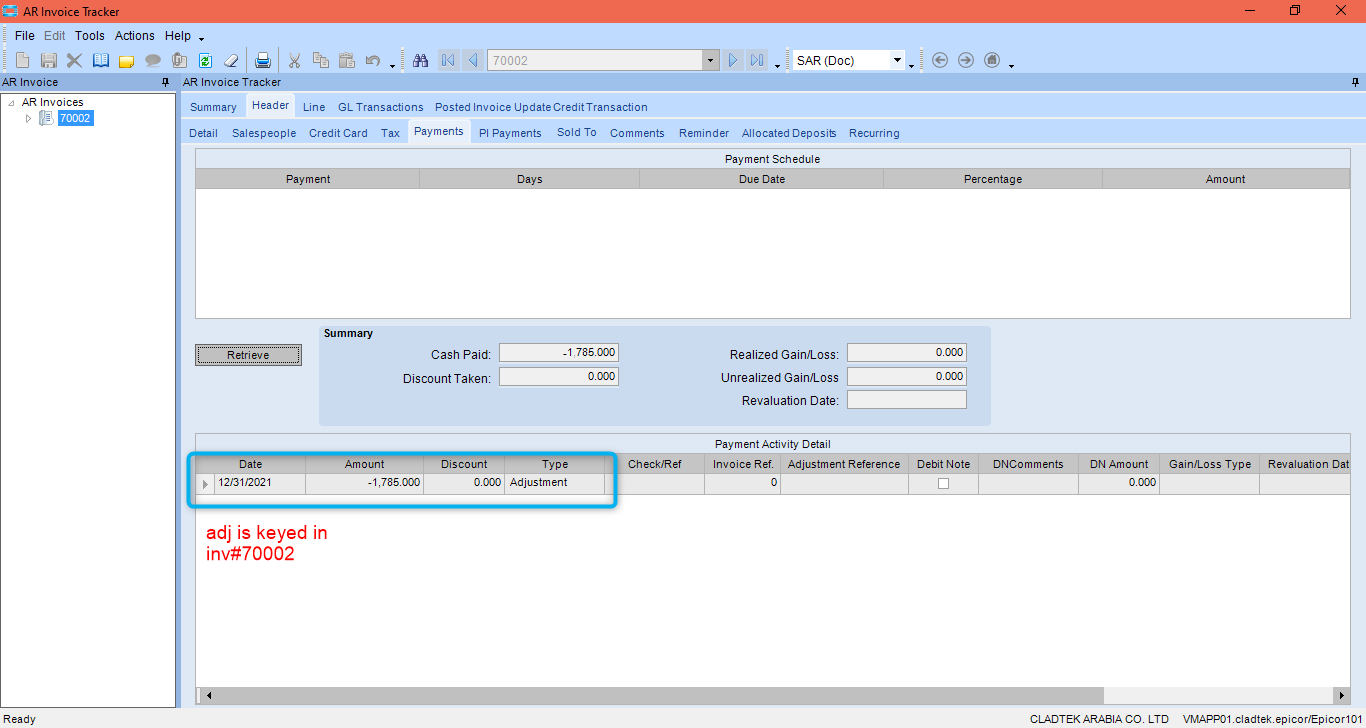 AR Invoice Tracker
File Edit Tools Actions Help
70002
SAR (Doc)
AR Invoice
AR Invoices
70002
AR Invoice Tracker
Summary Header Line GL Transactions Posted Invoice Update Credit Transaction
Detail Salespeople Credit Card Tax Payments PI Payments Sold To Comments Reminder Allocated Deposits Recurring
Payment Schedule
Payment Days Due Date Percentage Amount
Retrieve
Summary
Cash Paid: -1,785.000 Realized Gain/Loss: 0.000
Discount Taken: 0.000 Unrealized Gain/Loss 0.000
Revaluation Date:
Payment Activity Detail
Date Amount Discount Type Check/Ref Invoice Ref. Adjustment Reference Debit Note DNComments DN Amount Gain/Loss Type Revaluation Dat
12/31/2021 -1,785.000 0.000 Adjustment 0 0.000
adj is keyed in
inv#70002
Ready CLADTEK ARABIA CO. LTD VMAPP01.cladtek.epicor/Epicor101